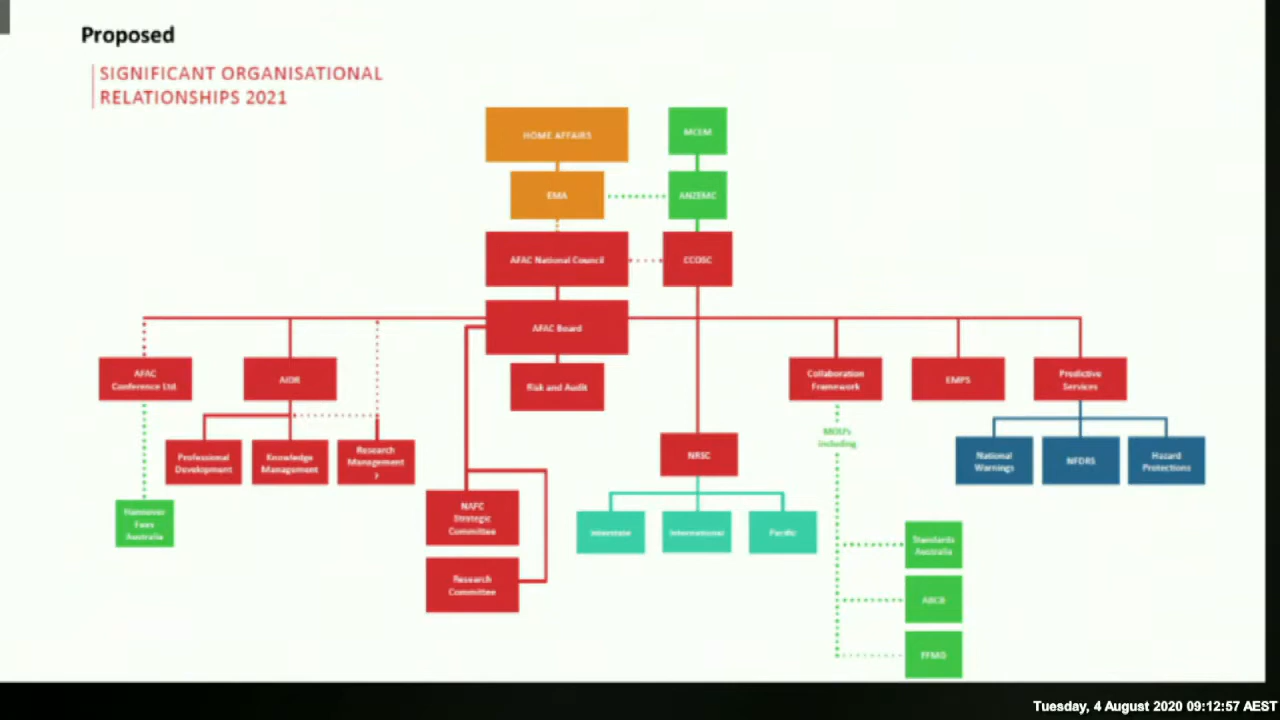 Proposed
SIGNIFICANT ORGANISATIONAL
RELATIONSHIPS 2021
HOME AFFAIRS
MCEM
EMA
ANZEMC
AFAC National Council
CCOSC
AFAC Board
AFAC
Conference Ltd.
AIDR
Risk and Audit
Collaboration
Framework
EMPS
Predictive
Services
MOU's
including
Professional
Development
Knowledge
Management
Research
Management
?
NRSC
National
Warnings
NFDRS
Hazard
Protections
NAFC
Strategic
Committee
Interstate
International
Pacific
Hannover
Australia
Standards
Australia
Research
Committee
ABCB
FFMG
Tuesday, 4 August 2020 09:12:57 AEST